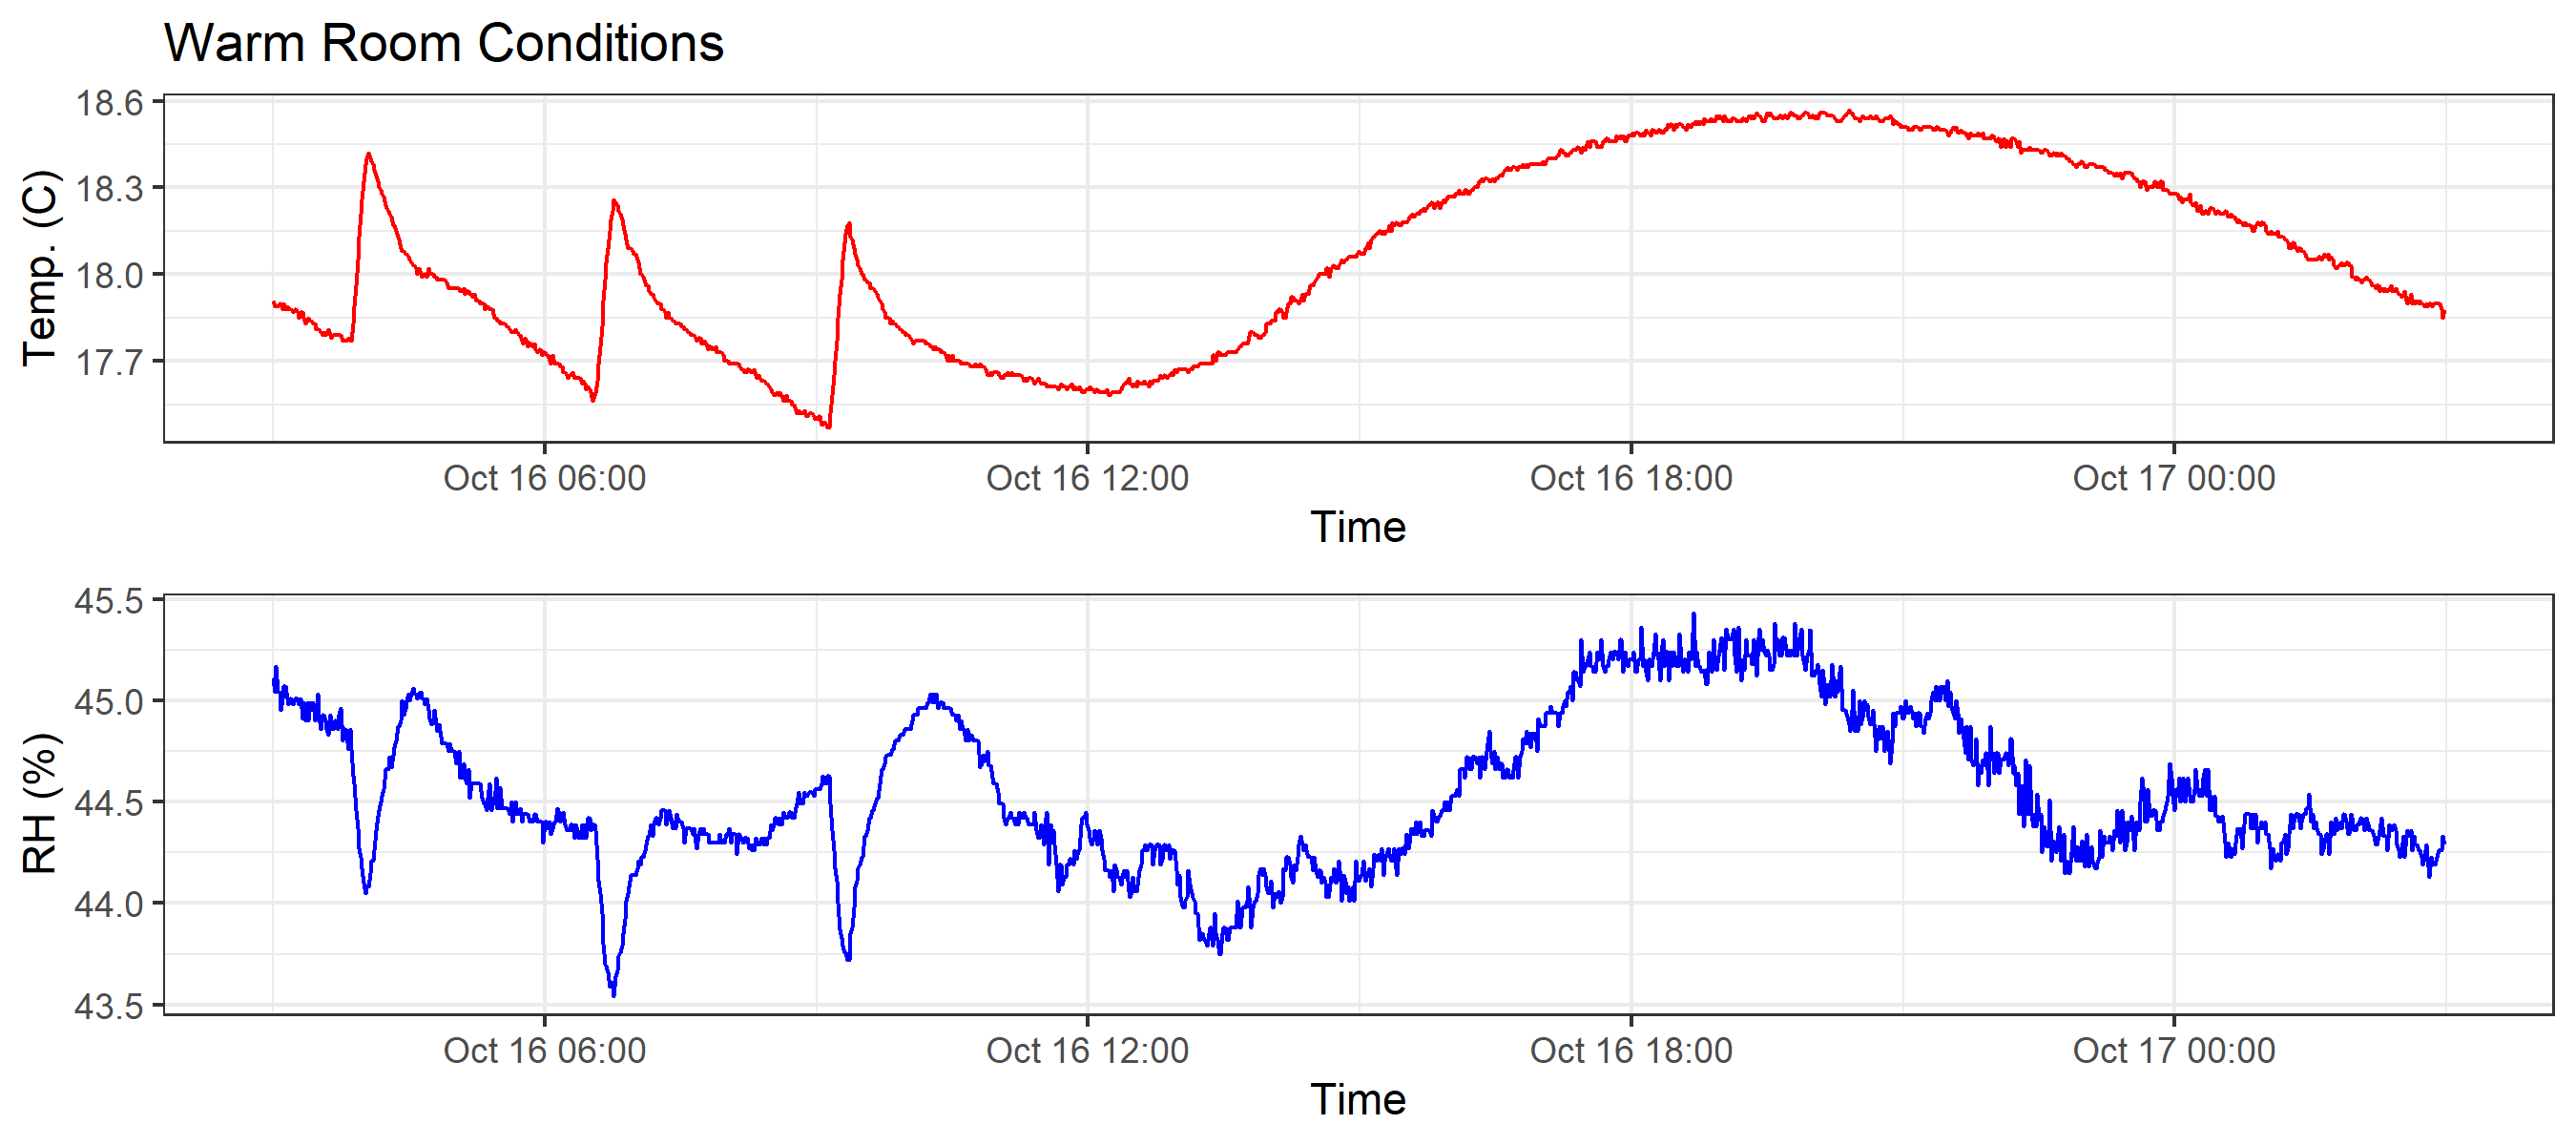 Warm Room Conditions
Temp. (C)
18.6
18.3
18.0
17.7
Oct 16 06:00 Oct 16 12:00 Oct 16 18:00 Oct 17 00:00
Time
RH (%)
45.5
45.0
44.5
44.0
43.5
Oct 16 06:00 Oct 16 12:00 Oct 16 18:00 Oct 17 00:00
Time